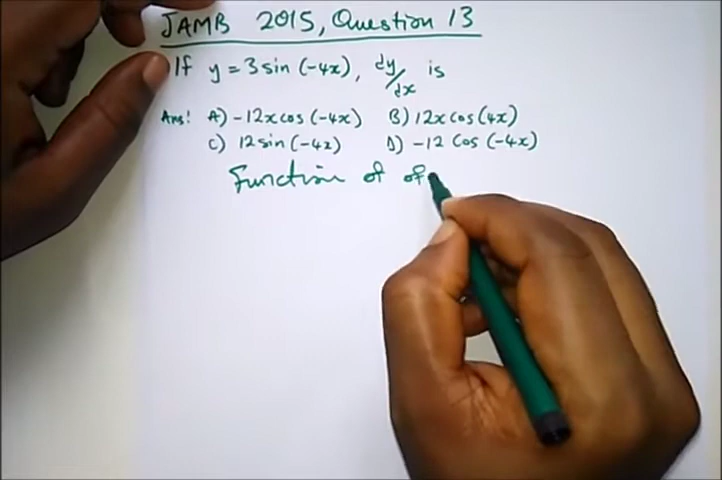 JAMB 2015, Question 13
If y = 3 sin (-4x), dy/dx is
Ans: A) -12x cos (-4x) B) 12x cos (4x)
C) 12 sin (-4x) D) -12 Cos (-4x)
Function of of